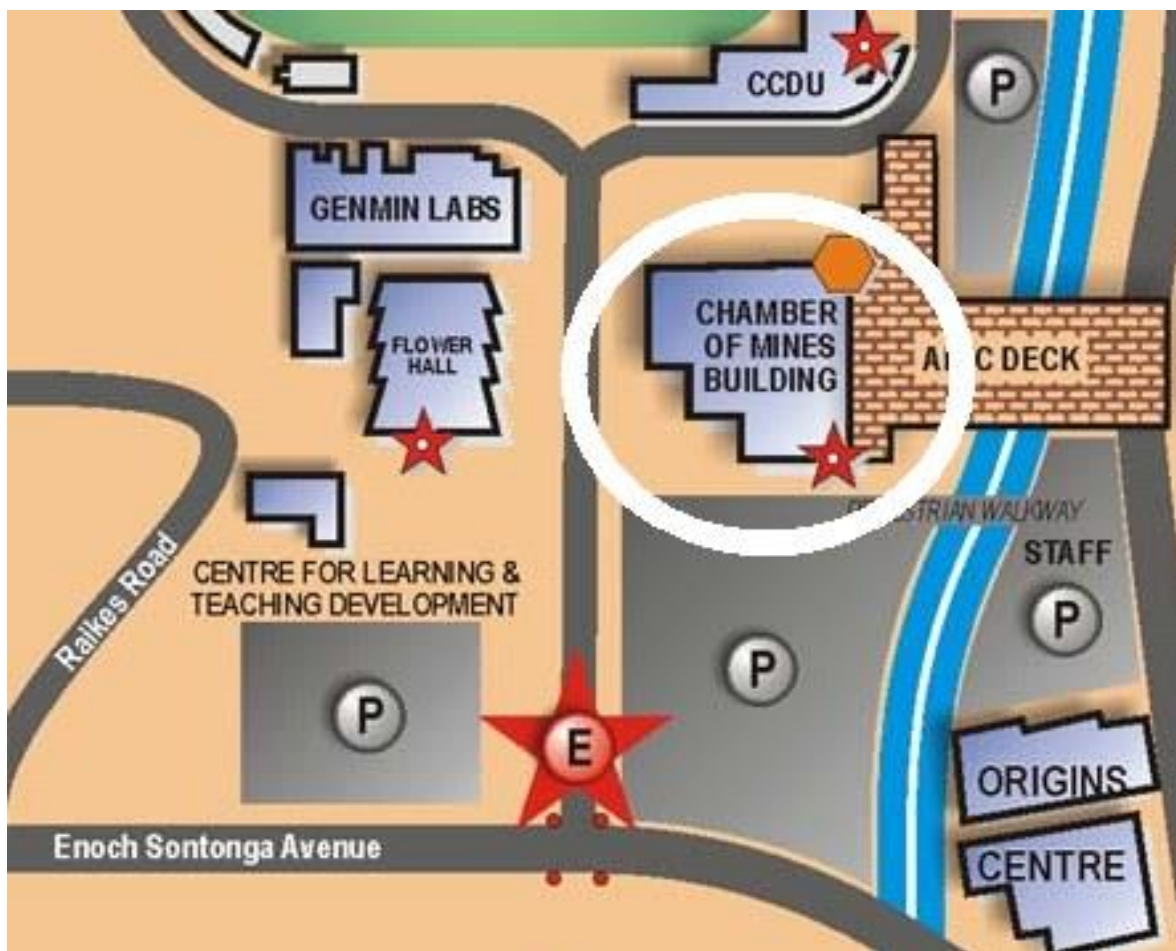 CCDU
P
GENMIN LABS
CHAMBER
OF MINES
BUILDING
FLOWER
HALL
DECK
WALKWAY
STAFF
P
Raikes Road
CENTRE FOR LEARNING &
TEACHING DEVELOPMENT
P
P
E
ORIGINS
CENTRE
Enoch Sontonga Avenue